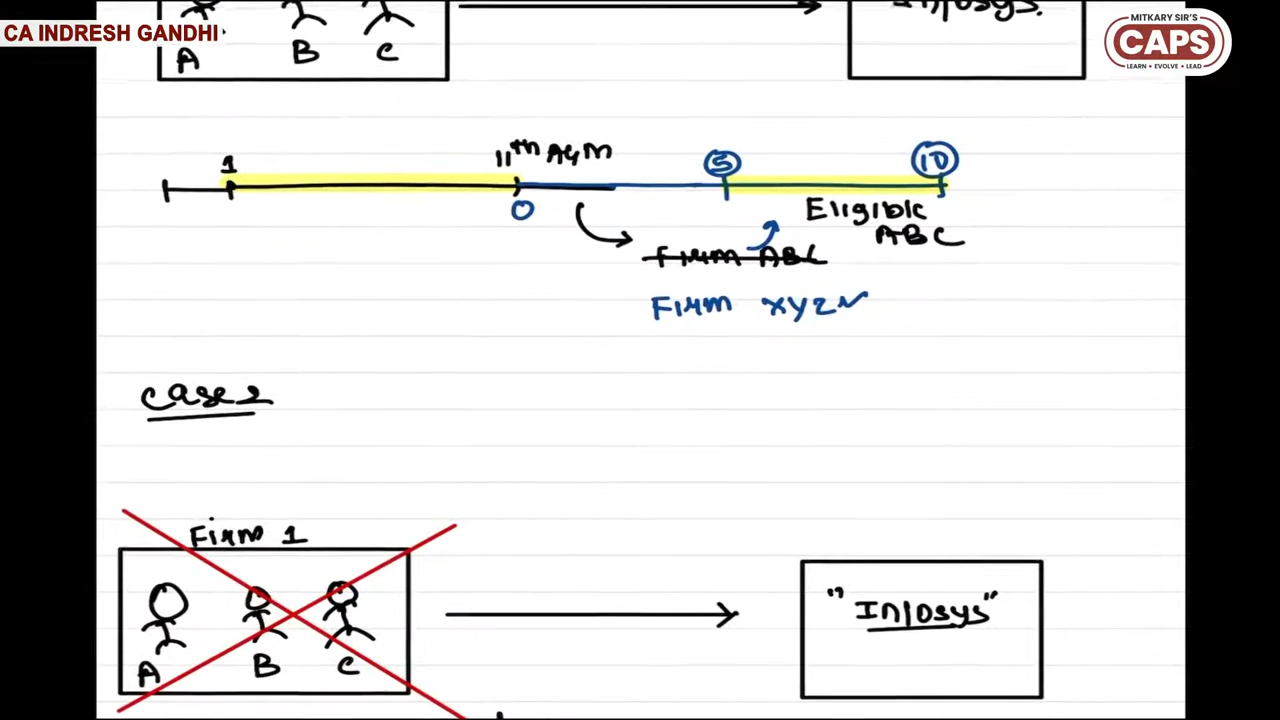 Infosys.
CA INDRESH GANDHI
A B C
MITKARY SIR'S
CAPS
LEARN • EVOLVE • LEAD
1 11th AGM 5 10
0
Eligible
ABC
Firm ABC
Firm XYZ ✓
Case 2
Firm 1
"Infosys"
A B C